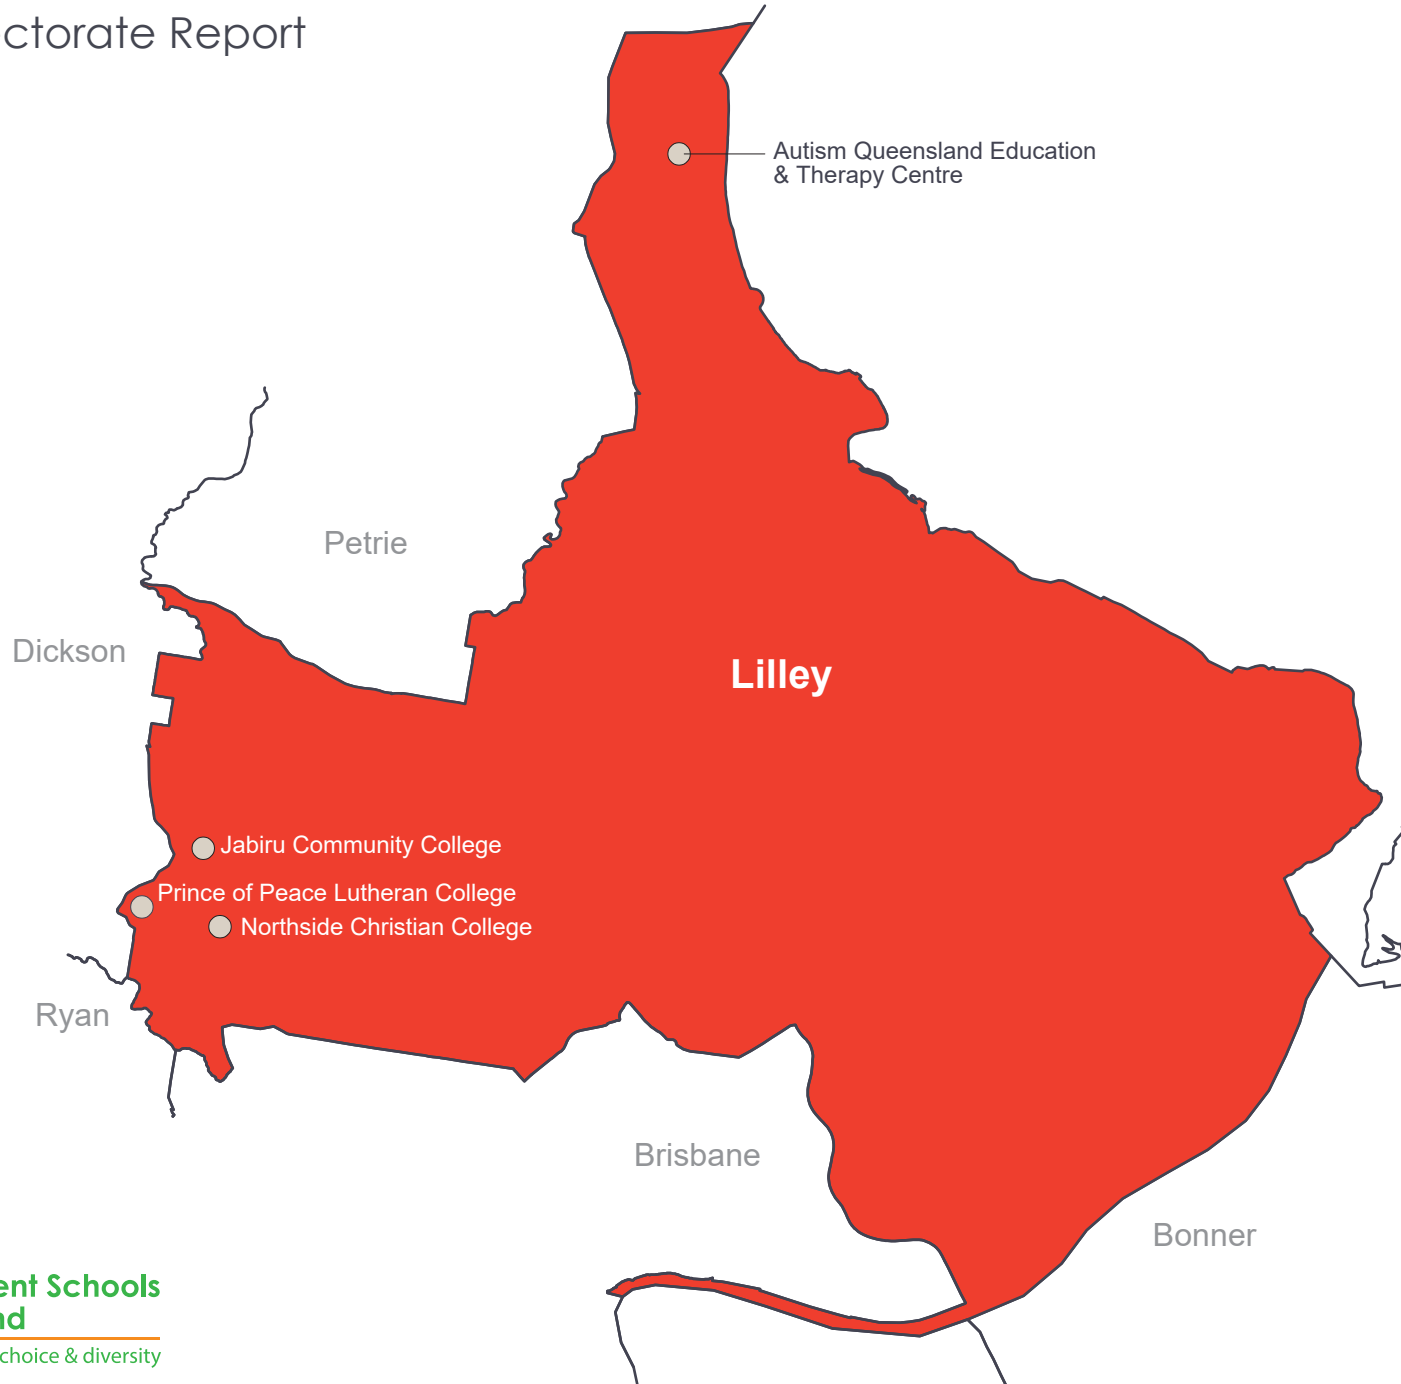 ctorate Report
Autism Queensland Education
& Therapy Centre
Petrie
Dickson
Lilley
Jabiru Community College
Prince of Peace Lutheran College
Northside Christian College
Ryan
Brisbane
Bonner
ent Schools
nd
choice & diversity